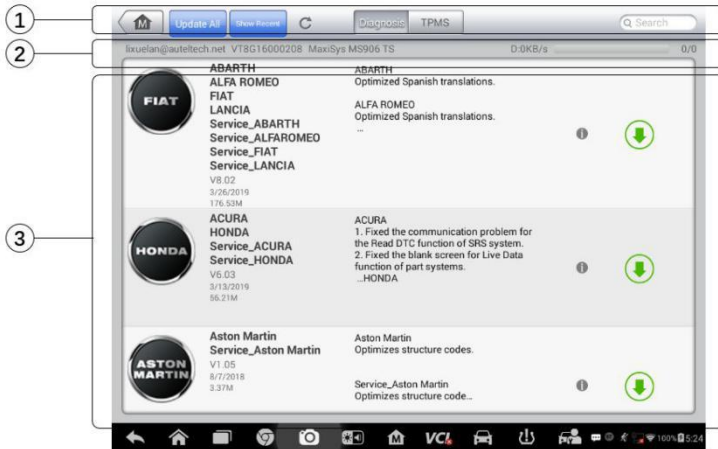 1
Update All
Show Recent
Diagnosis
TPMS
Search
2
lixuelan@auteltech.net VT8G16000208 MaxiSys MS906 TS
D:0KB/s
0/0
3
FIAT
ABARTH
ALFA ROMEO
FIAT
LANCIA
Service_ABARTH
Service_ALFAROMEO
Service_FIAT
Service_LANCIA
V8.02
3/26/2019
176.53M
ABARTH
Optimized Spanish translations.
ALFA ROMEO
Optimized Spanish translations.
...
HONDA
ACURA
HONDA
Service_ACURA
Service_HONDA
V6.03
3/13/2019
56.21M
ACURA
1. Fixed the communication problem for
the Read DTC function of SRS system.
2. Fixed the blank screen for Live Data
function of part systems.
...HONDA
ASTON
MARTIN
Aston Martin
Service_Aston Martin
V1.05
8/7/2018
3.37M
Aston Martin
Optimizes structure codes.
Service_Aston Martin
Optimizes structure code...
M
VCI
100%
5:24